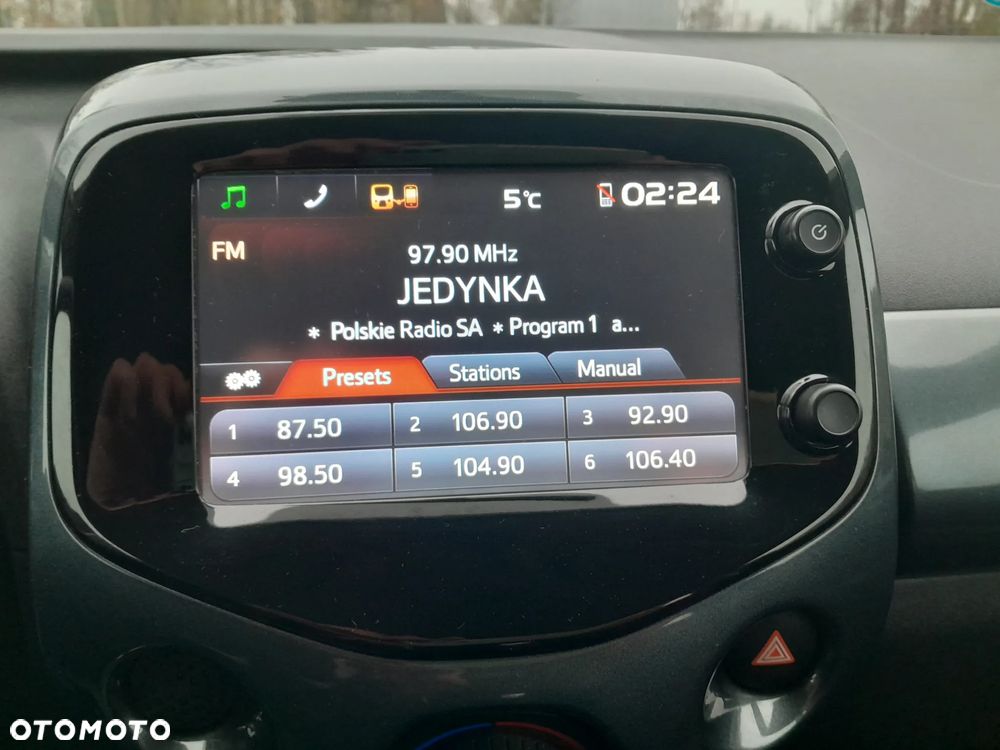 5°C 02:24
FM
97.90 MHz
JEDYNKA
* Polskie Radio SA * Program 1 a...
Presets Stations Manual
1 87.50 2 106.90 3 92.90
4 98.50 5 104.90 6 106.40
OTOMOTO